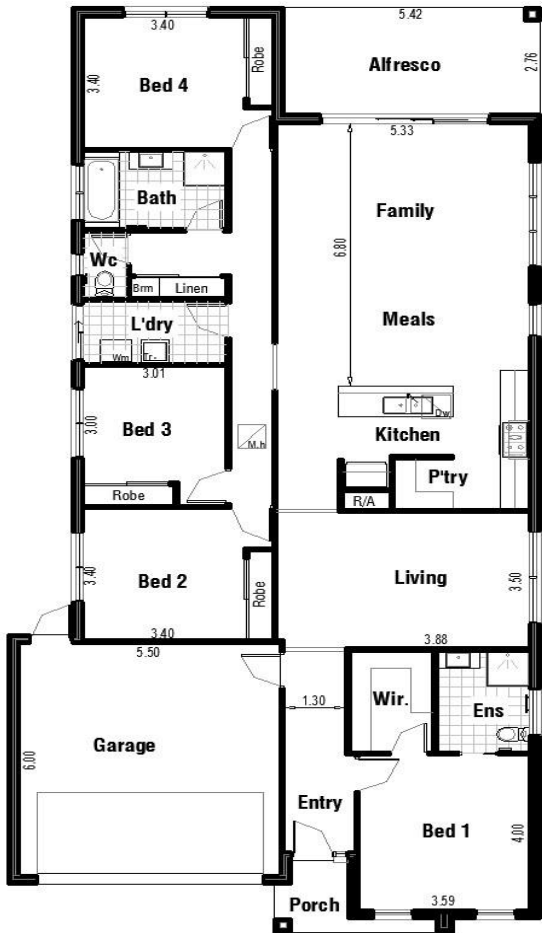 3.40
5.42
Robe
Alfresco
2.76
3.40
Bed 4
5.33
Bath
Family
6.80
Wc
Brm
Linen
L'dry
Meals
Wm
Tr.
3.01
3.00
Bed 3
Dw
M.h
Kitchen
P'try
Robe
R/A
3.40
Bed 2
Robe
Living
3.50
3.40
3.88
5.50
Wir.
1.30
Ens
Garage
6.00
Entry
Bed 1
4.00
3.59
Porch